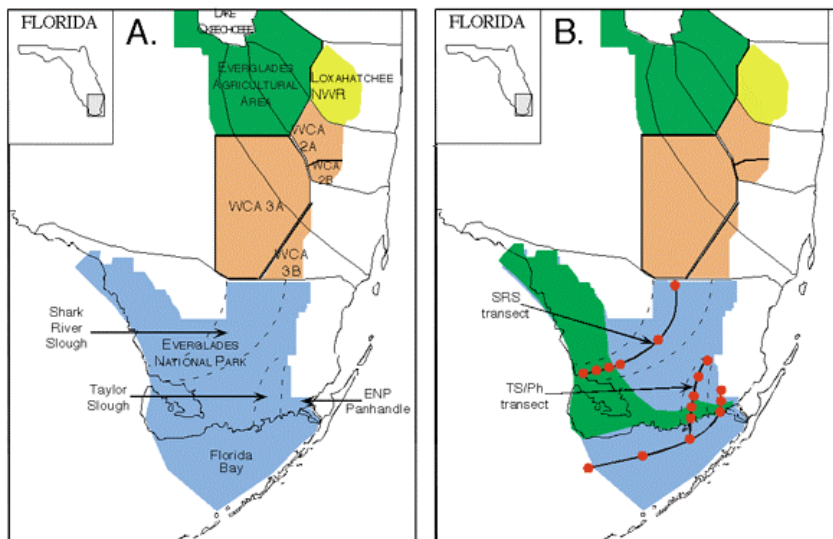 FLORIDA
A.
LAKE
OKEECHOBEE
EVERGLADES
AGRICULTURAL
AREA
LOXAHATCHEE
NWR
WCA
2A
WCA
2B
WCA 3A
WCA
3B
Shark
River
Slough
EVERGLADES
NATIONAL PARK
Taylor
Slough
ENP
Panhandle
Florida
Bay
FLORIDA
B.
SRS
transect
TS/Ph
transect